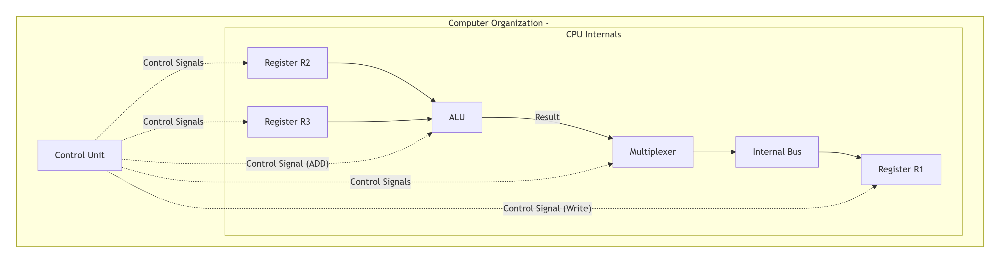 Computer Organization -
CPU Internals
Control Signals
Register R2
Control Signals
Register R3
ALU
Result
Control Unit
Control Signal (ADD)
Multiplexer
Internal Bus
Register R1
Control Signals
Control Signal (Write)